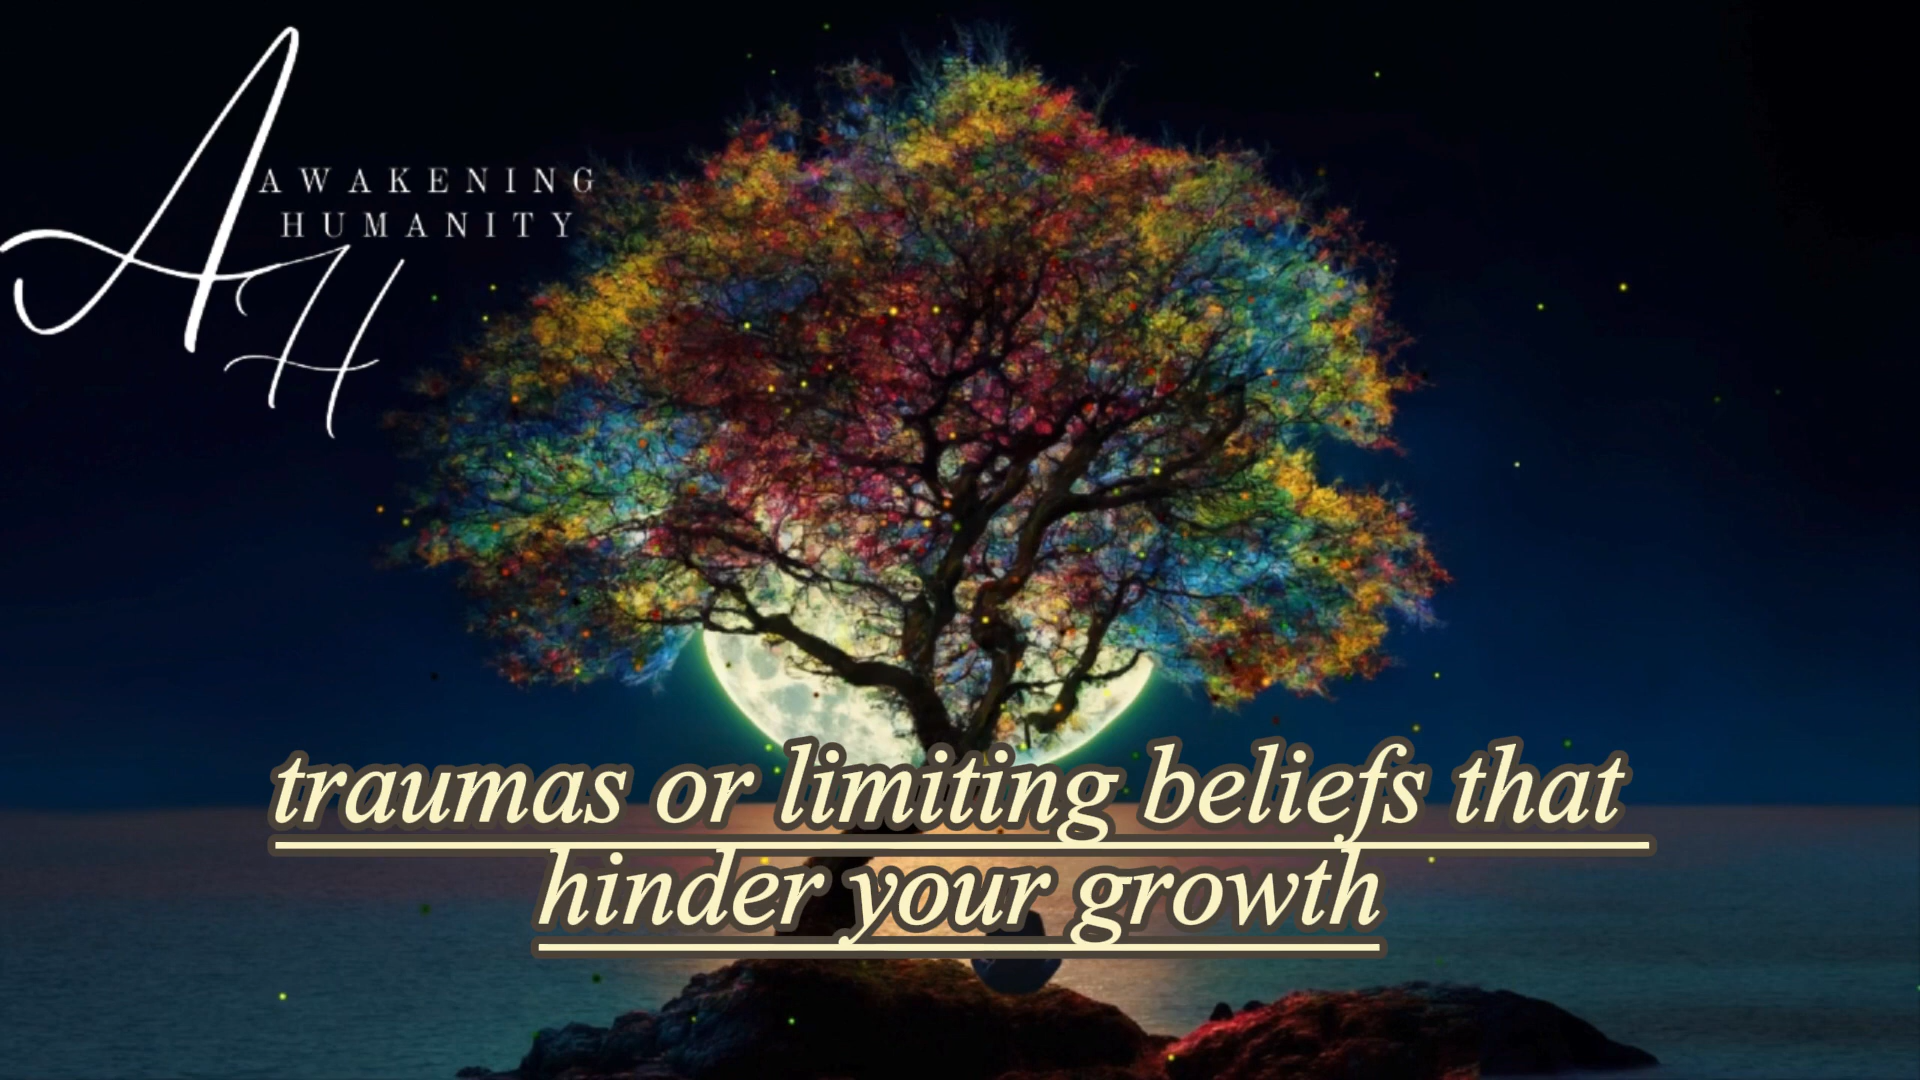 A
AWAKENING
HUMANITY
H
traumas or limiting beliefs that
hinder your growth